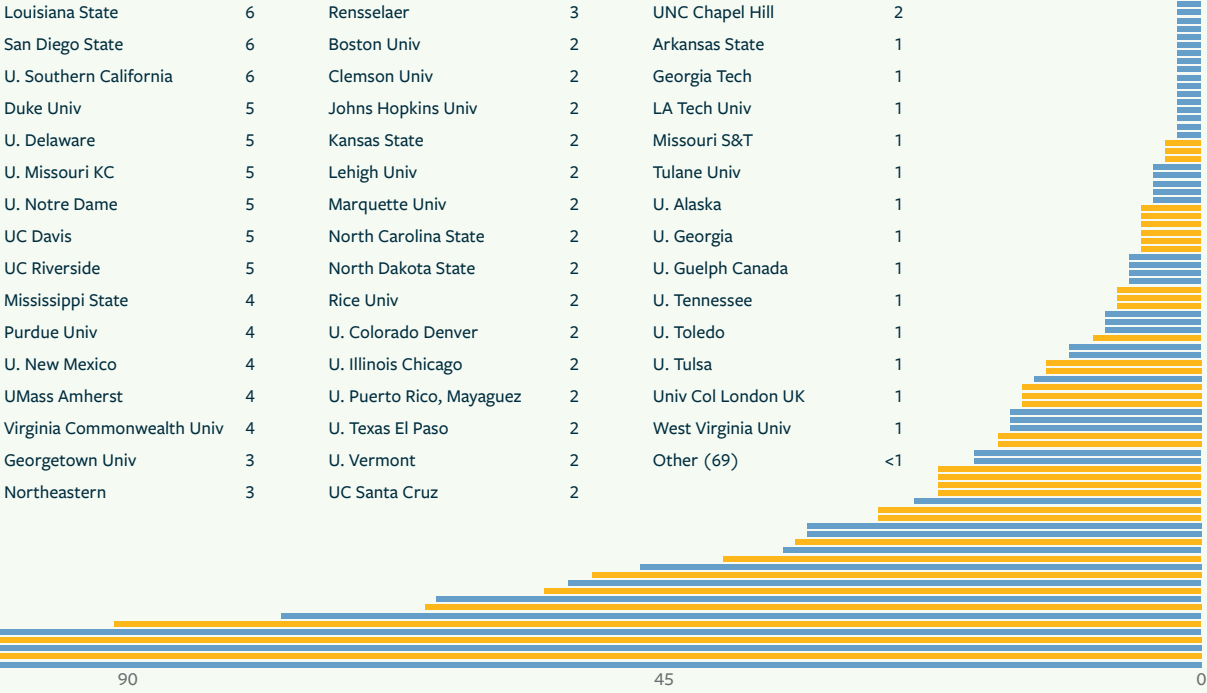 Louisiana State 6
San Diego State 6
U. Southern California 6
Duke Univ 5
U. Delaware 5
U. Missouri KC 5
U. Notre Dame 5
UC Davis 5
UC Riverside 5
Mississippi State 4
Purdue Univ 4
U. New Mexico 4
UMass Amherst 4
Virginia Commonwealth Univ 4
Georgetown Univ 3
Northeastern 3
Rensselaer 3
Boston Univ 2
Clemson Univ 2
Johns Hopkins Univ 2
Kansas State 2
Lehigh Univ 2
Marquette Univ 2
North Carolina State 2
North Dakota State 2
Rice Univ 2
U. Colorado Denver 2
U. Illinois Chicago 2
U. Puerto Rico, Mayaguez 2
U. Texas El Paso 2
U. Vermont 2
UC Santa Cruz 2
UNC Chapel Hill 2
Arkansas State 1
Georgia Tech 1
LA Tech Univ 1
Missouri S&T 1
Tulane Univ 1
U. Alaska 1
U. Georgia 1
U. Guelph Canada 1
U. Tennessee 1
U. Toledo 1
U. Tulsa 1
Univ Col London UK 1
West Virginia Univ 1
Other (69) <1
90 45 0